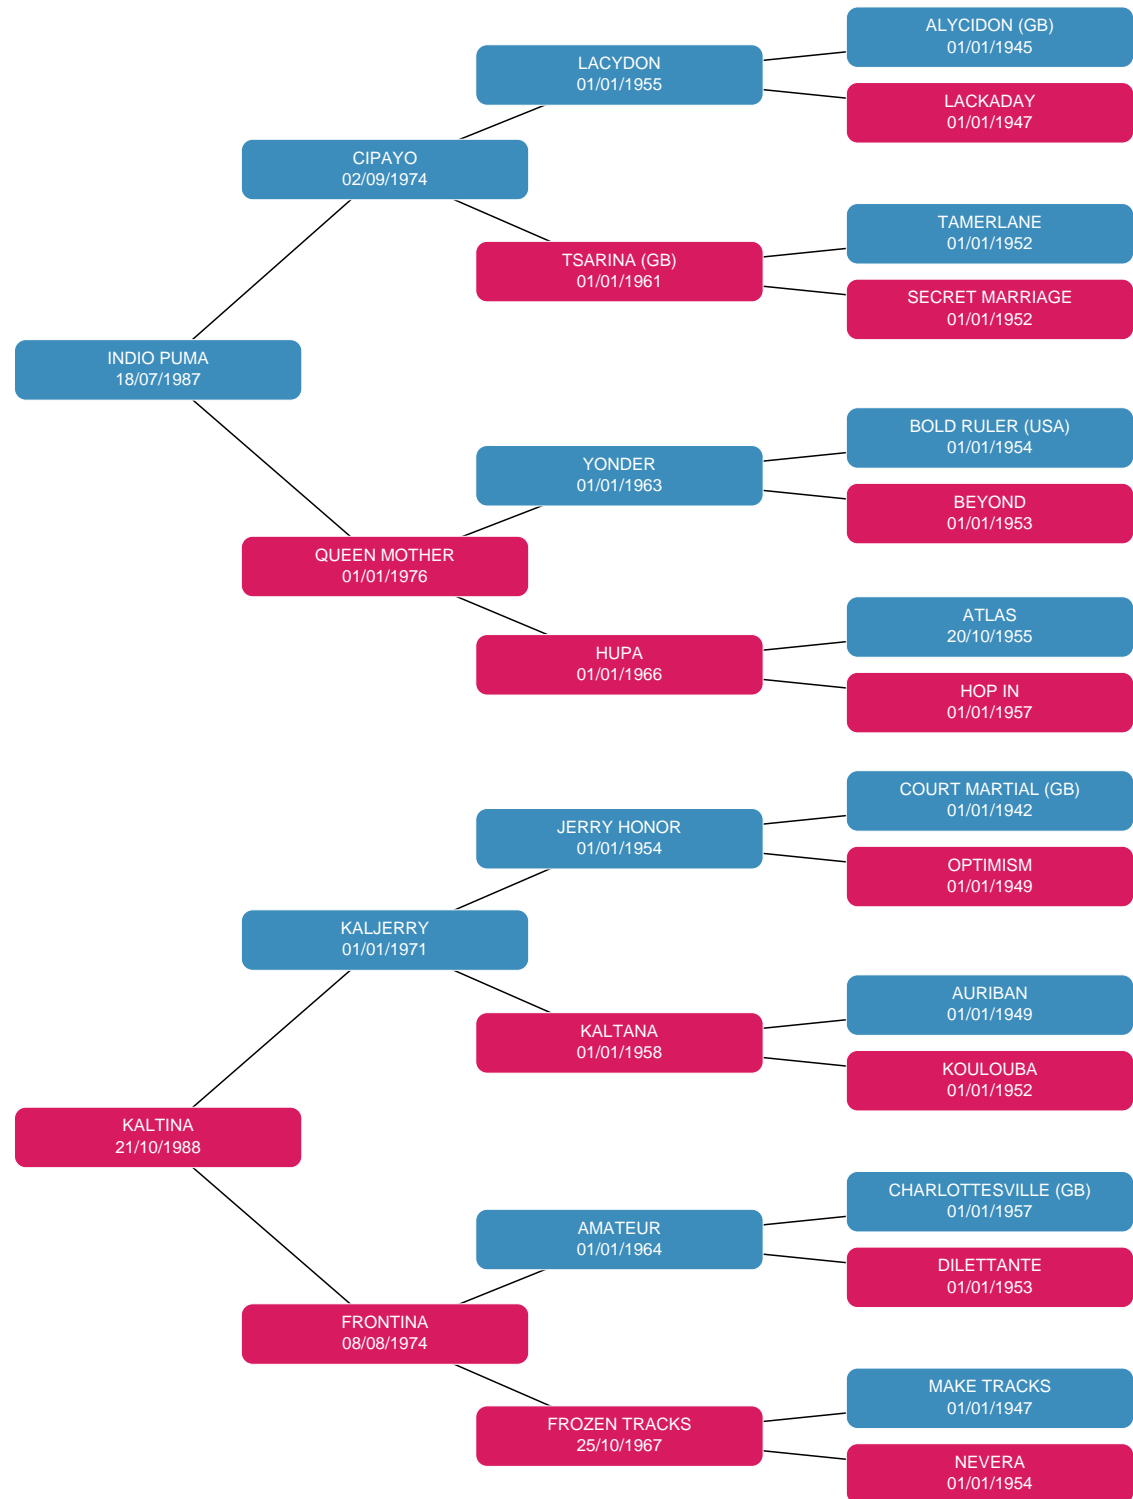 ALYCIDON (GB)
01/01/1945
LACYDON
01/01/1955
LACKADAY
01/01/1947
CIPAYO
02/09/1974
TAMERLANE
01/01/1952
TSARINA (GB)
01/01/1961
SECRET MARRIAGE
01/01/1952
INDIO PUMA
18/07/1987
BOLD RULER (USA)
01/01/1954
YONDER
01/01/1963
BEYOND
01/01/1953
QUEEN MOTHER
01/01/1976
ATLAS
20/10/1955
HUPA
01/01/1966
HOP IN
01/01/1957
COURT MARTIAL (GB)
01/01/1942
JERRY HONOR
01/01/1954
OPTIMISM
01/01/1949
KALJERRY
01/01/1971
AURIBAN
01/01/1949
KALTANA
01/01/1958
KOULOUBA
01/01/1952
KALTINA
21/10/1988
CHARLOTTESVILLE (GB)
01/01/1957
AMATEUR
01/01/1964
DILETTANTE
01/01/1953
FRONTINA
08/08/1974
MAKE TRACKS
01/01/1947
FROZEN TRACKS
25/10/1967
NEVERA
01/01/1954